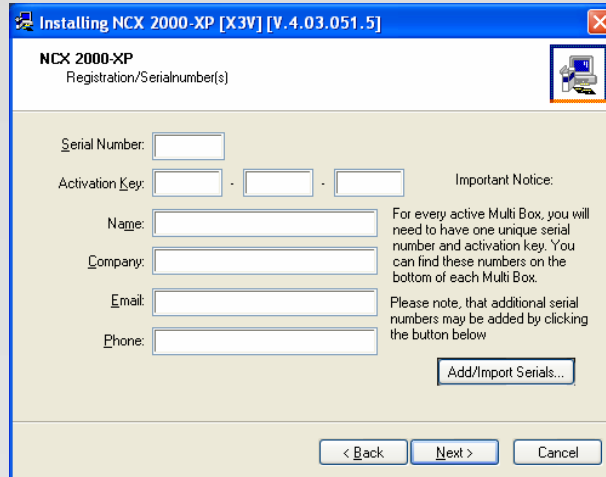 Installing NCX 2000-XP [X3V] [V.4.03.051.5]
NCX 2000-XP
Registration/Serialnumber(s)
Serial Number:
Activation Key: - -
Important Notice:
Name:
Company:
Email:
Phone:
For every active Multi Box, you will
need to have one unique serial
number and activation key. You
can find these numbers on the
bottom of each Multi Box.
Please note, that additional serial
numbers may be added by clicking
the button below
Add/Import Serials...
< Back
Next >
Cancel